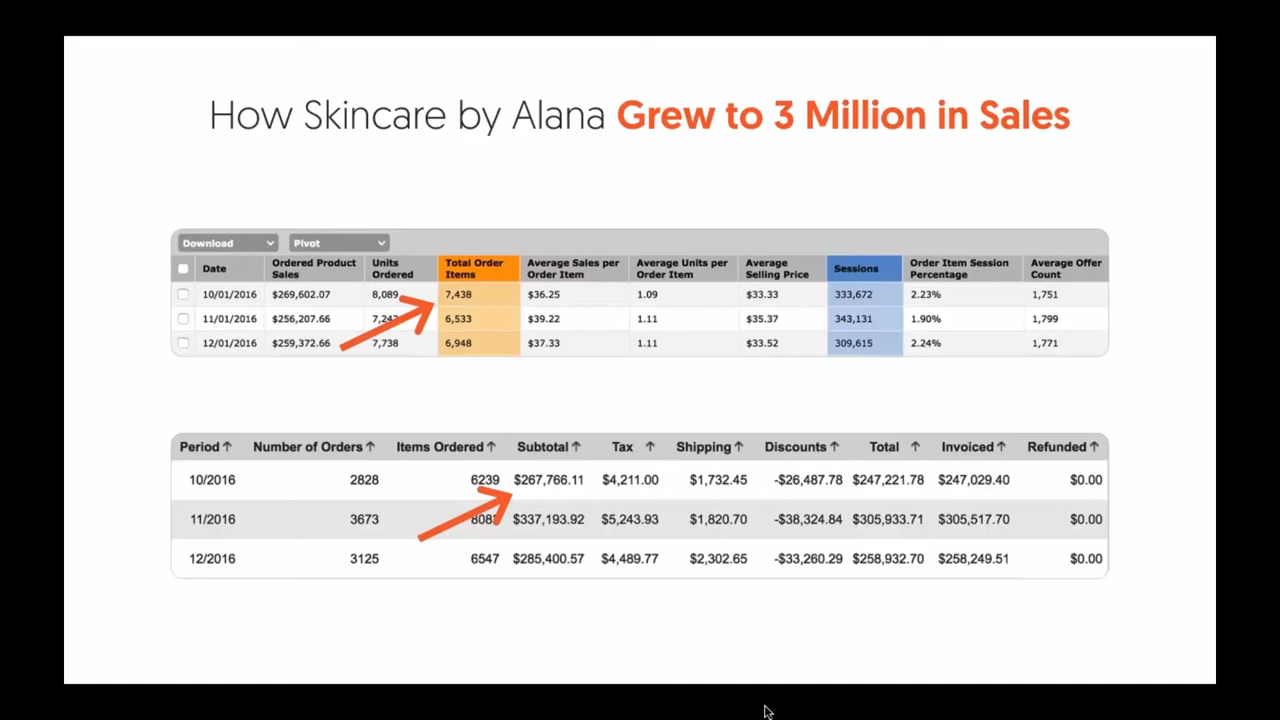 How Skincare by Alana Grew to 3 Million in Sales
Download Pivot
Date Ordered Product Sales Units Ordered Total Order Items Average Sales per Order Item Average Units per Order Item Average Selling Price Sessions Order Item Session Percentage Average Offer Count
10/01/2016 $269,602.07 8,089 7,438 $36.25 1.09 $33.33 333,672 2.23% 1,751
11/01/2016 $256,207.66 6,533 $39.22 1.11 $35.37 343,131 1.90% 1,799
12/01/2016 $259,372.66 7,738 6,948 $37.33 1.11 $33.52 309,615 2.24% 1,771
Period↑ Number of Orders↑ Items Ordered↑ Subtotal↑ Tax ↑ Shipping↑ Discounts↑ Total ↑ Invoiced↑ Refunded↑
10/2016 2828 6239 $267,766.11 $4,211.00 $1,732.45 -$26,487.78 $247,221.78 $247,029.40 $0.00
11/2016 3673 $337,193.92 $5,243.93 $1,820.70 -$38,324.84 $305,933.71 $305,517.70 $0.00
12/2016 3125 6547 $285,400.57 $4,489.77 $2,302.65 -$33,260.29 $258,932.70 $258,249.51 $0.00